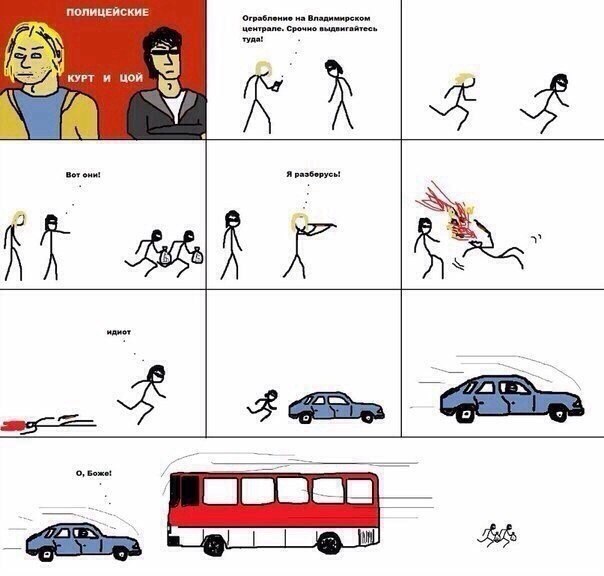 ПОЛИЦЕЙСКИЕ
КУРТ И ЦОЙ
Ограбление на Владимирском
централе. Срочно выдвигайтесь
туда!
Вот они!
Я разберусь!
идиот
О, Боже!